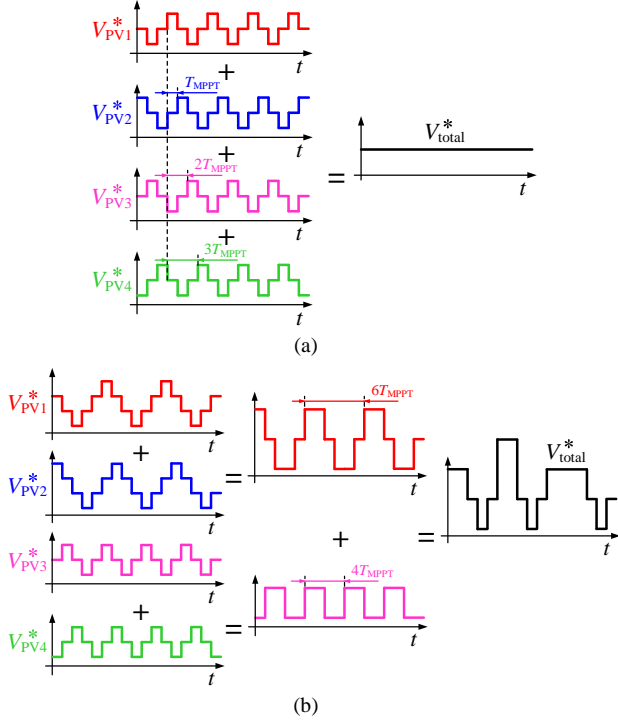 V*PV1
t
+
V*PV2
TMPPT
t
+
V*PV3
2TMPPT
t
+
V*PV4
3TMPPT
t
=
V*total
t
(a)
V*PV1
t
+
V*PV2
t
=
6TMPPT
t
+
V*PV3
t
+
V*PV4
t
=
4TMPPT
t
=
V*total
t
(b)